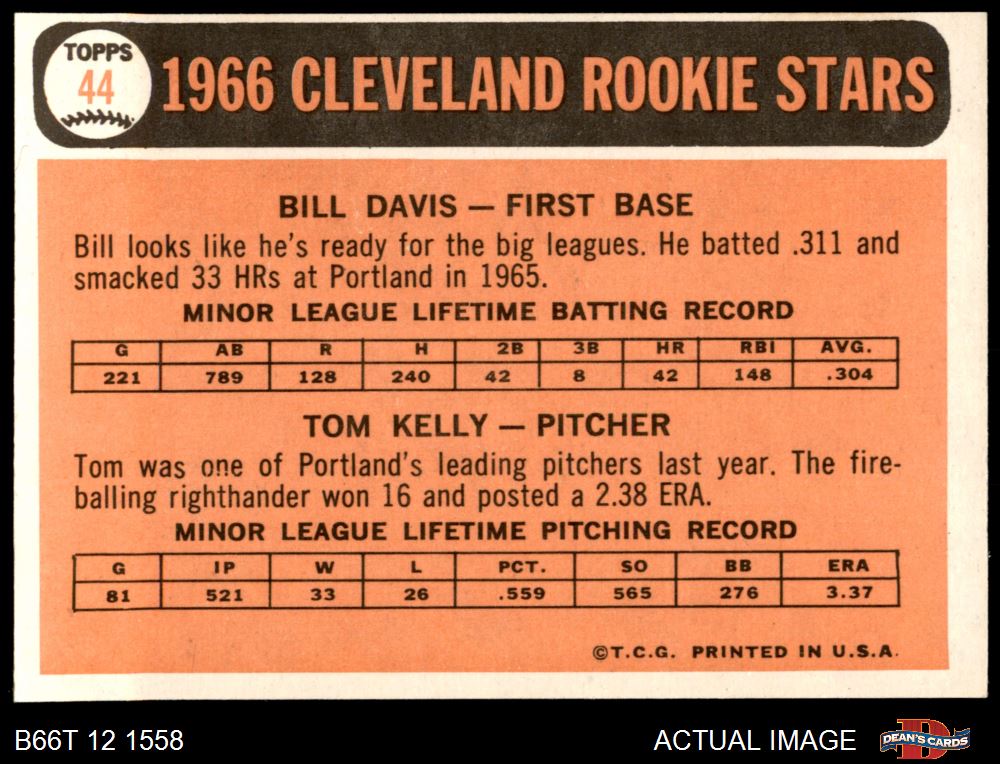 TOPPS
44
1966 CLEVELAND ROOKIE STARS
BILL DAVIS — FIRST BASE
Bill looks like he's ready for the big leagues. He batted .311 and
smacked 33 HRs at Portland in 1965.
MINOR LEAGUE LIFETIME BATTING RECORD
G AB R H 2B 3B HR RBI AVG.
221 789 128 240 42 8 42 148 .304
TOM KELLY — PITCHER
Tom was one of Portland's leading pitchers last year. The fire-
balling righthander won 16 and posted a 2.38 ERA.
MINOR LEAGUE LIFETIME PITCHING RECORD
G IP W L PCT. SO BB ERA
81 521 33 26 .559 565 276 3.37
©T.C.G. PRINTED IN U.S.A.
B66T 12 1558
ACTUAL IMAGE
D
DEAN'S CARDS